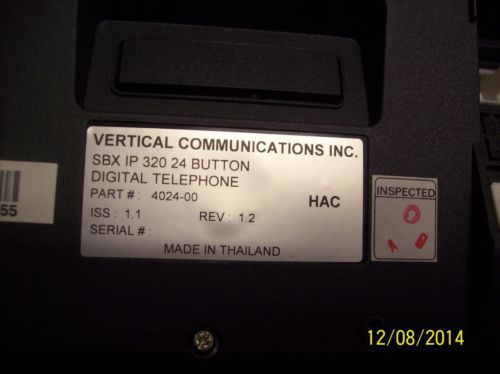 VERTICAL COMMUNICATIONS INC.
SBX IP 320 24 BUTTON
DIGITAL TELEPHONE
PART # : 4024-00
HAC
ISS : 1.1 REV : 1.2
SERIAL # :
MADE IN THAILAND
INSPECTED
A
55
12/08/2014